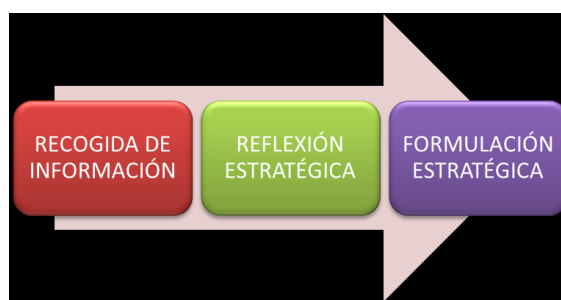 RECOGIDA DE
INFORMACIÓN
REFLEXIÓN
ESTRATÉGICA
FORMULACIÓN
ESTRATÉGICA